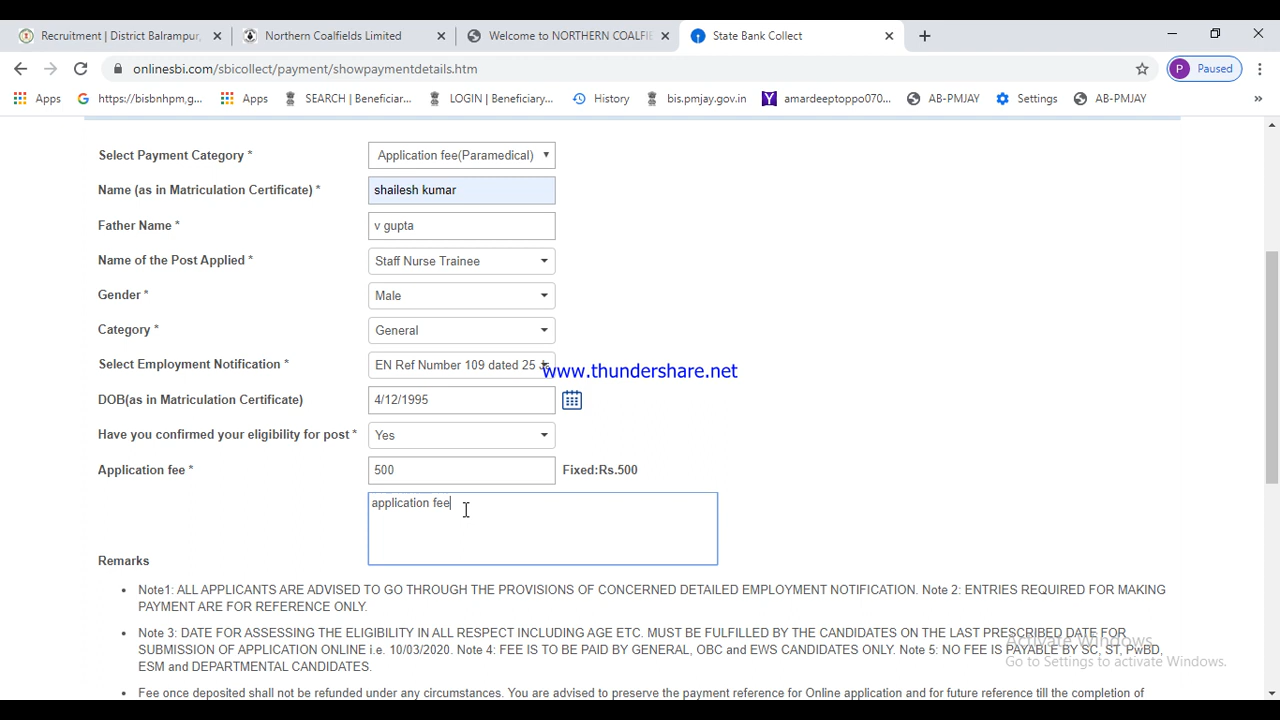 Recruitment | District Balrampur,
Northern Coalfields Limited
Welcome to NORTHERN COALFIE
State Bank Collect
onlinesbi.com/sbicollect/payment/showpaymentdetails.htm
P Paused
Apps
https://bisbnhpm,g...
Apps
SEARCH | Beneficiar...
LOGIN | Beneficiary...
History
bis.pmjay.gov.in
amardeeptoppo070...
AB-PMJAY
Settings
AB-PMJAY
»
Select Payment Category * Application fee(Paramedical)
Name (as in Matriculation Certificate) * shailesh kumar
Father Name * v gupta
Name of the Post Applied * Staff Nurse Trainee
Gender * Male
Category * General
Select Employment Notification * EN Ref Number 109 dated 25
www.thundershare.net
DOB(as in Matriculation Certificate) 4/12/1995
Have you confirmed your eligibility for post * Yes
Application fee * 500 Fixed:Rs.500
application fee
Remarks
• Note1: ALL APPLICANTS ARE ADVISED TO GO THROUGH THE PROVISIONS OF CONCERNED DETAILED EMPLOYMENT NOTIFICATION. Note 2: ENTRIES REQUIRED FOR MAKING
PAYMENT ARE FOR REFERENCE ONLY.
• Note 3: DATE FOR ASSESSING THE ELIGIBILITY IN ALL RESPECT INCLUDING AGE ETC. MUST BE FULFILLED BY THE CANDIDATES ON THE LAST PRESCRIBED DATE FOR
SUBMISSION OF APPLICATION ONLINE i.e. 10/03/2020. Note 4: FEE IS TO BE PAID BY GENERAL, OBC and EWS CANDIDATES ONLY. Note 5: NO FEE IS PAYABLE BY SC, ST, PwBD,
ESM and DEPARTMENTAL CANDIDATES.
Activate Windows
Go to Settings to activate Windows.
• Fee once deposited shall not be refunded under any circumstances. You are advised to preserve the payment reference for Online application and for future reference till the completion of